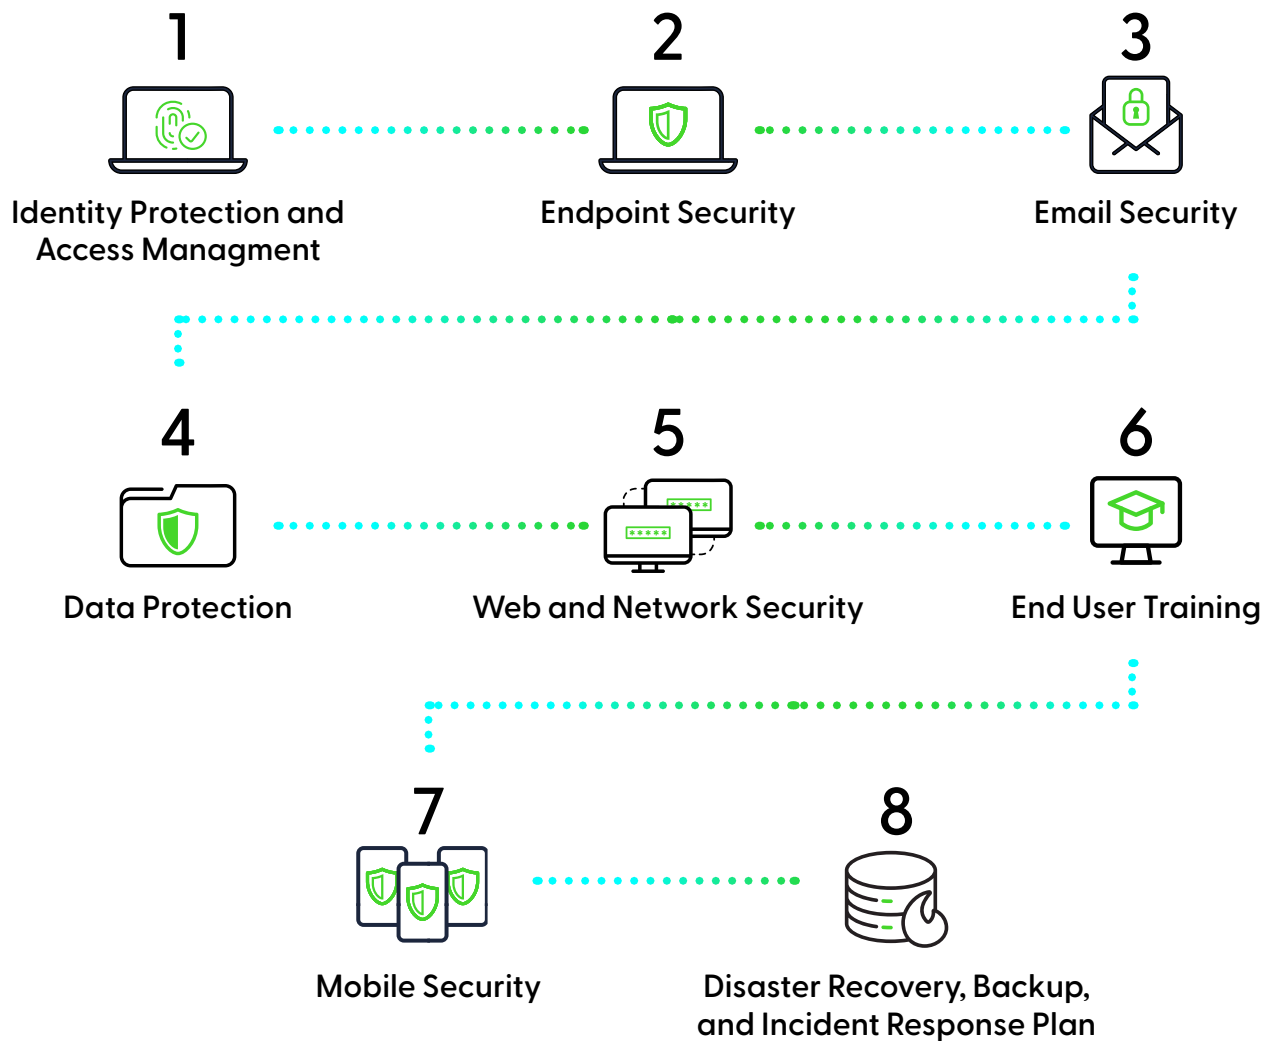 1
2
3
Identity Protection and
Access Managment
Endpoint Security
Email Security
4
5
6
*****
*****
Data Protection
Web and Network Security
End User Training
7
8
Mobile Security
Disaster Recovery, Backup,
and Incident Response Plan